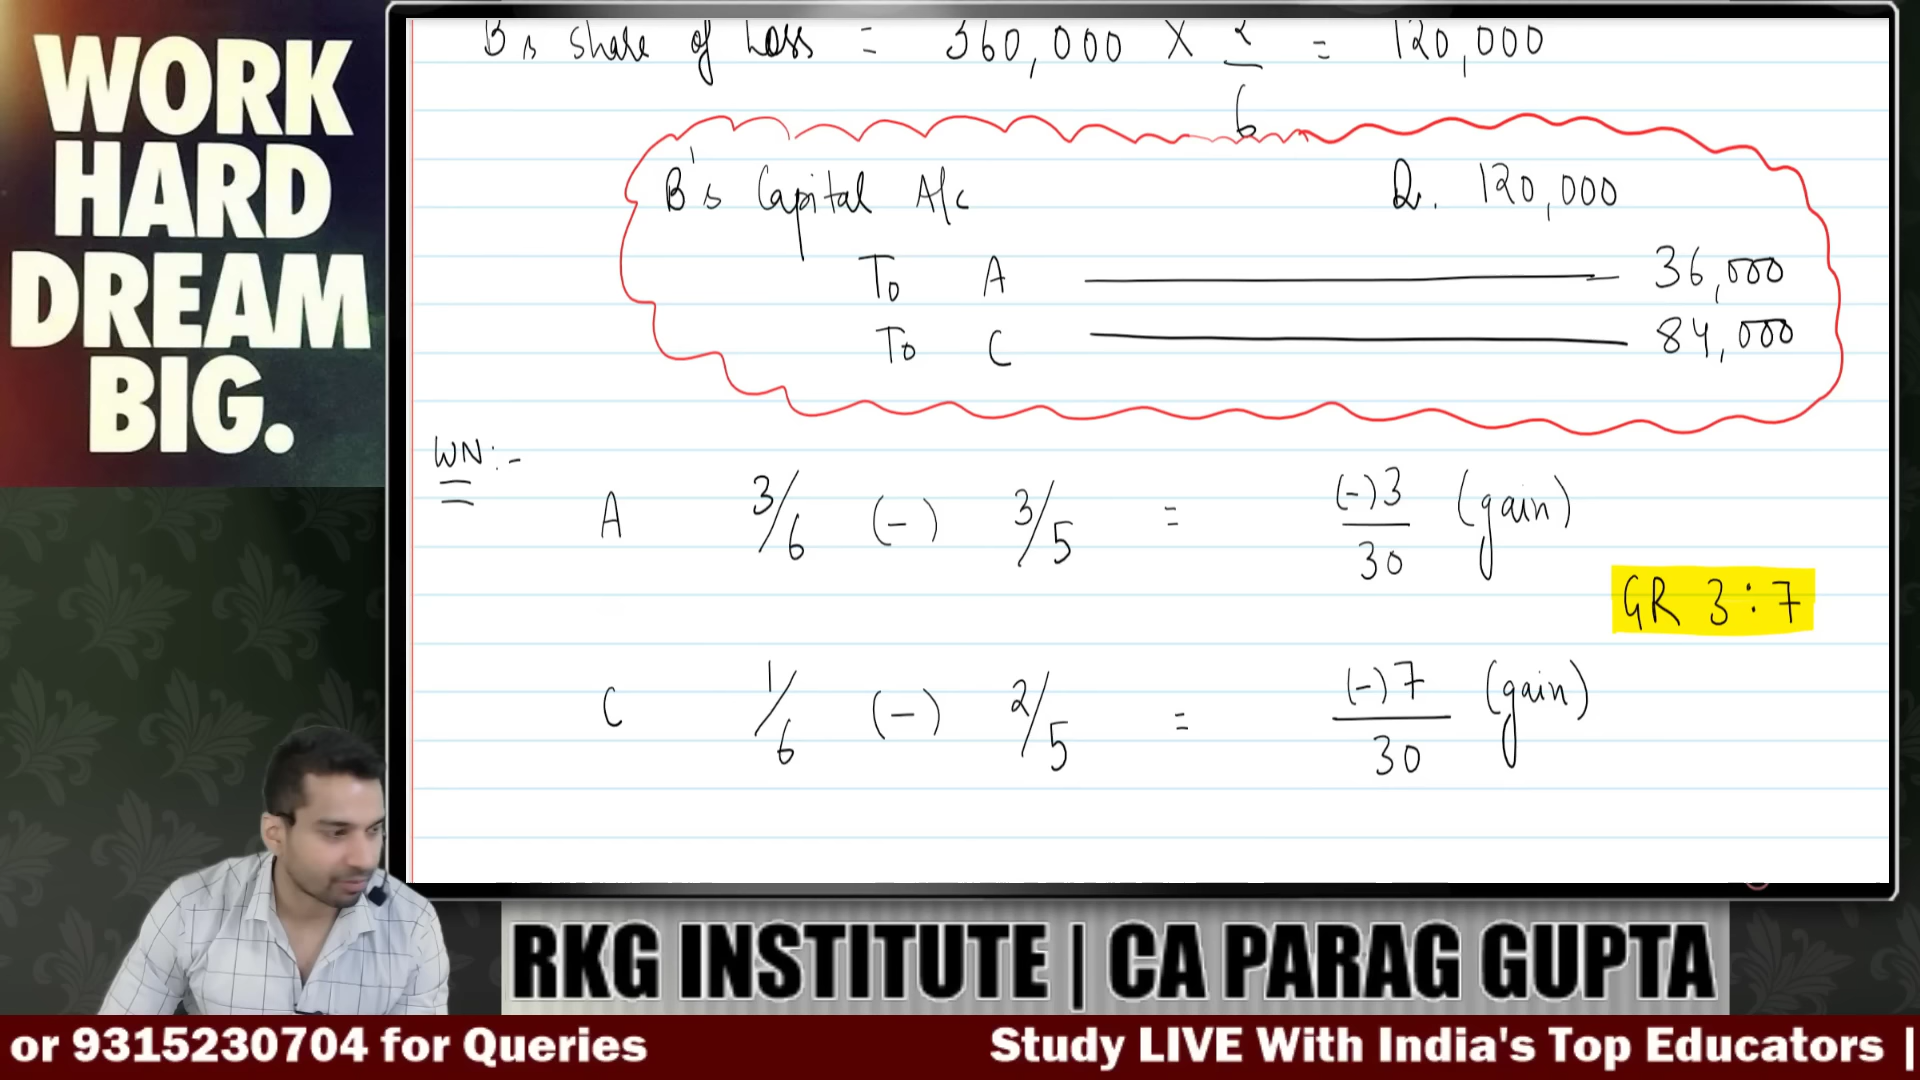 WORK
HARD
DREAM
BIG.
B's share of Loss = 360,000 X 2/6 = 120,000
B's Capital A/c Dr. 120,000
To A 36,000
To C 84,000
WN:-
A 3/6 (-) 3/5 = (-)3/30 (gain)
GR 3:7
C 1/6 (-) 2/5 = (-)7/30 (gain)
RKG INSTITUTE | CA PARAG GUPTA
or 9315230704 for Queries Study LIVE With India's Top Educators |